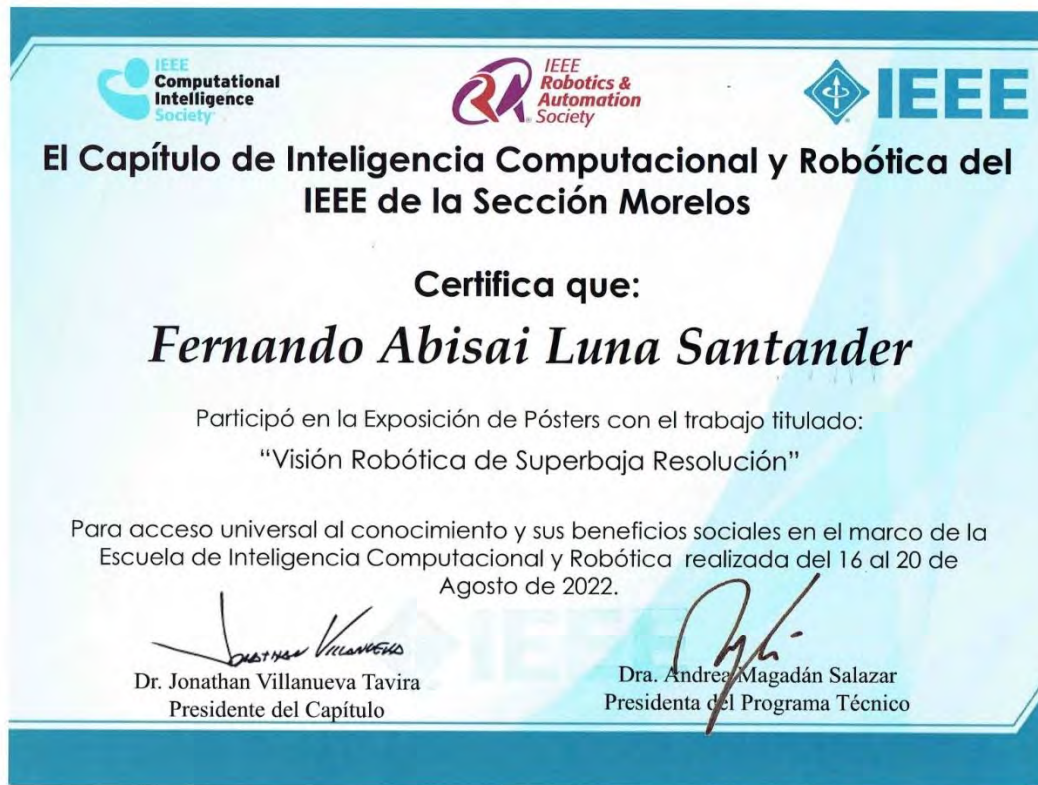 IEEE
Computational
Intelligence
Society
IEEE
Robotics &
Automation
Society
IEEE
El Capítulo de Inteligencia Computacional y Robótica del
IEEE de la Sección Morelos
Certifica que:
Fernando Abisai Luna Santander
Participó en la Exposición de Pósters con el trabajo titulado:
“Visión Robótica de Superbaja Resolución”
Para acceso universal al conocimiento y sus beneficios sociales en el marco de la
Escuela de Inteligencia Computacional y Robótica realizada del 16 al 20 de
Agosto de 2022.
IEEE
Jonathan Villanueva
Dr. Jonathan Villanueva Tavira
Presidente del Capítulo
Dra. Andrea Magadán Salazar
Presidenta del Programa Técnico